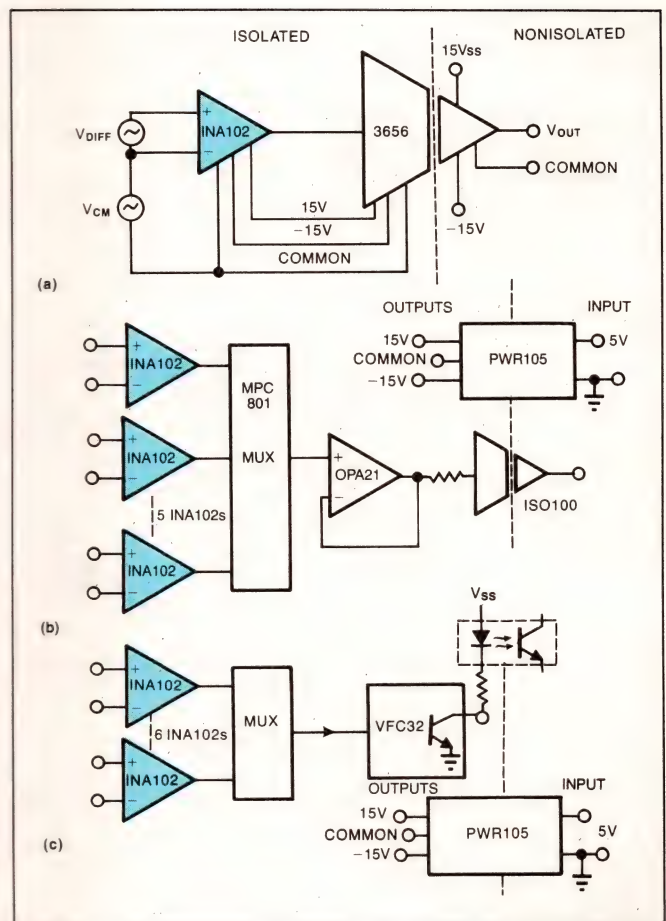 ISOLATED
NONISOLATED
15Vss
VDIFF
+
−
INA102
3656
VOUT
COMMON
VCM
15V
−15V
COMMON
−15V
(a)
OUTPUTS
INPUT
15V
COMMON
−15V
PWR105
5V
+
−
INA102
+
−
INA102
5 INA102s
+
−
INA102
MPC
801
MUX
+
−
OPA21
ISO100
(b)
VSS
+
−
INA102
6 INA102s
+
−
INA102
MUX
VFC32
OUTPUTS
INPUT
15V
COMMON
−15V
PWR105
5V
(c)